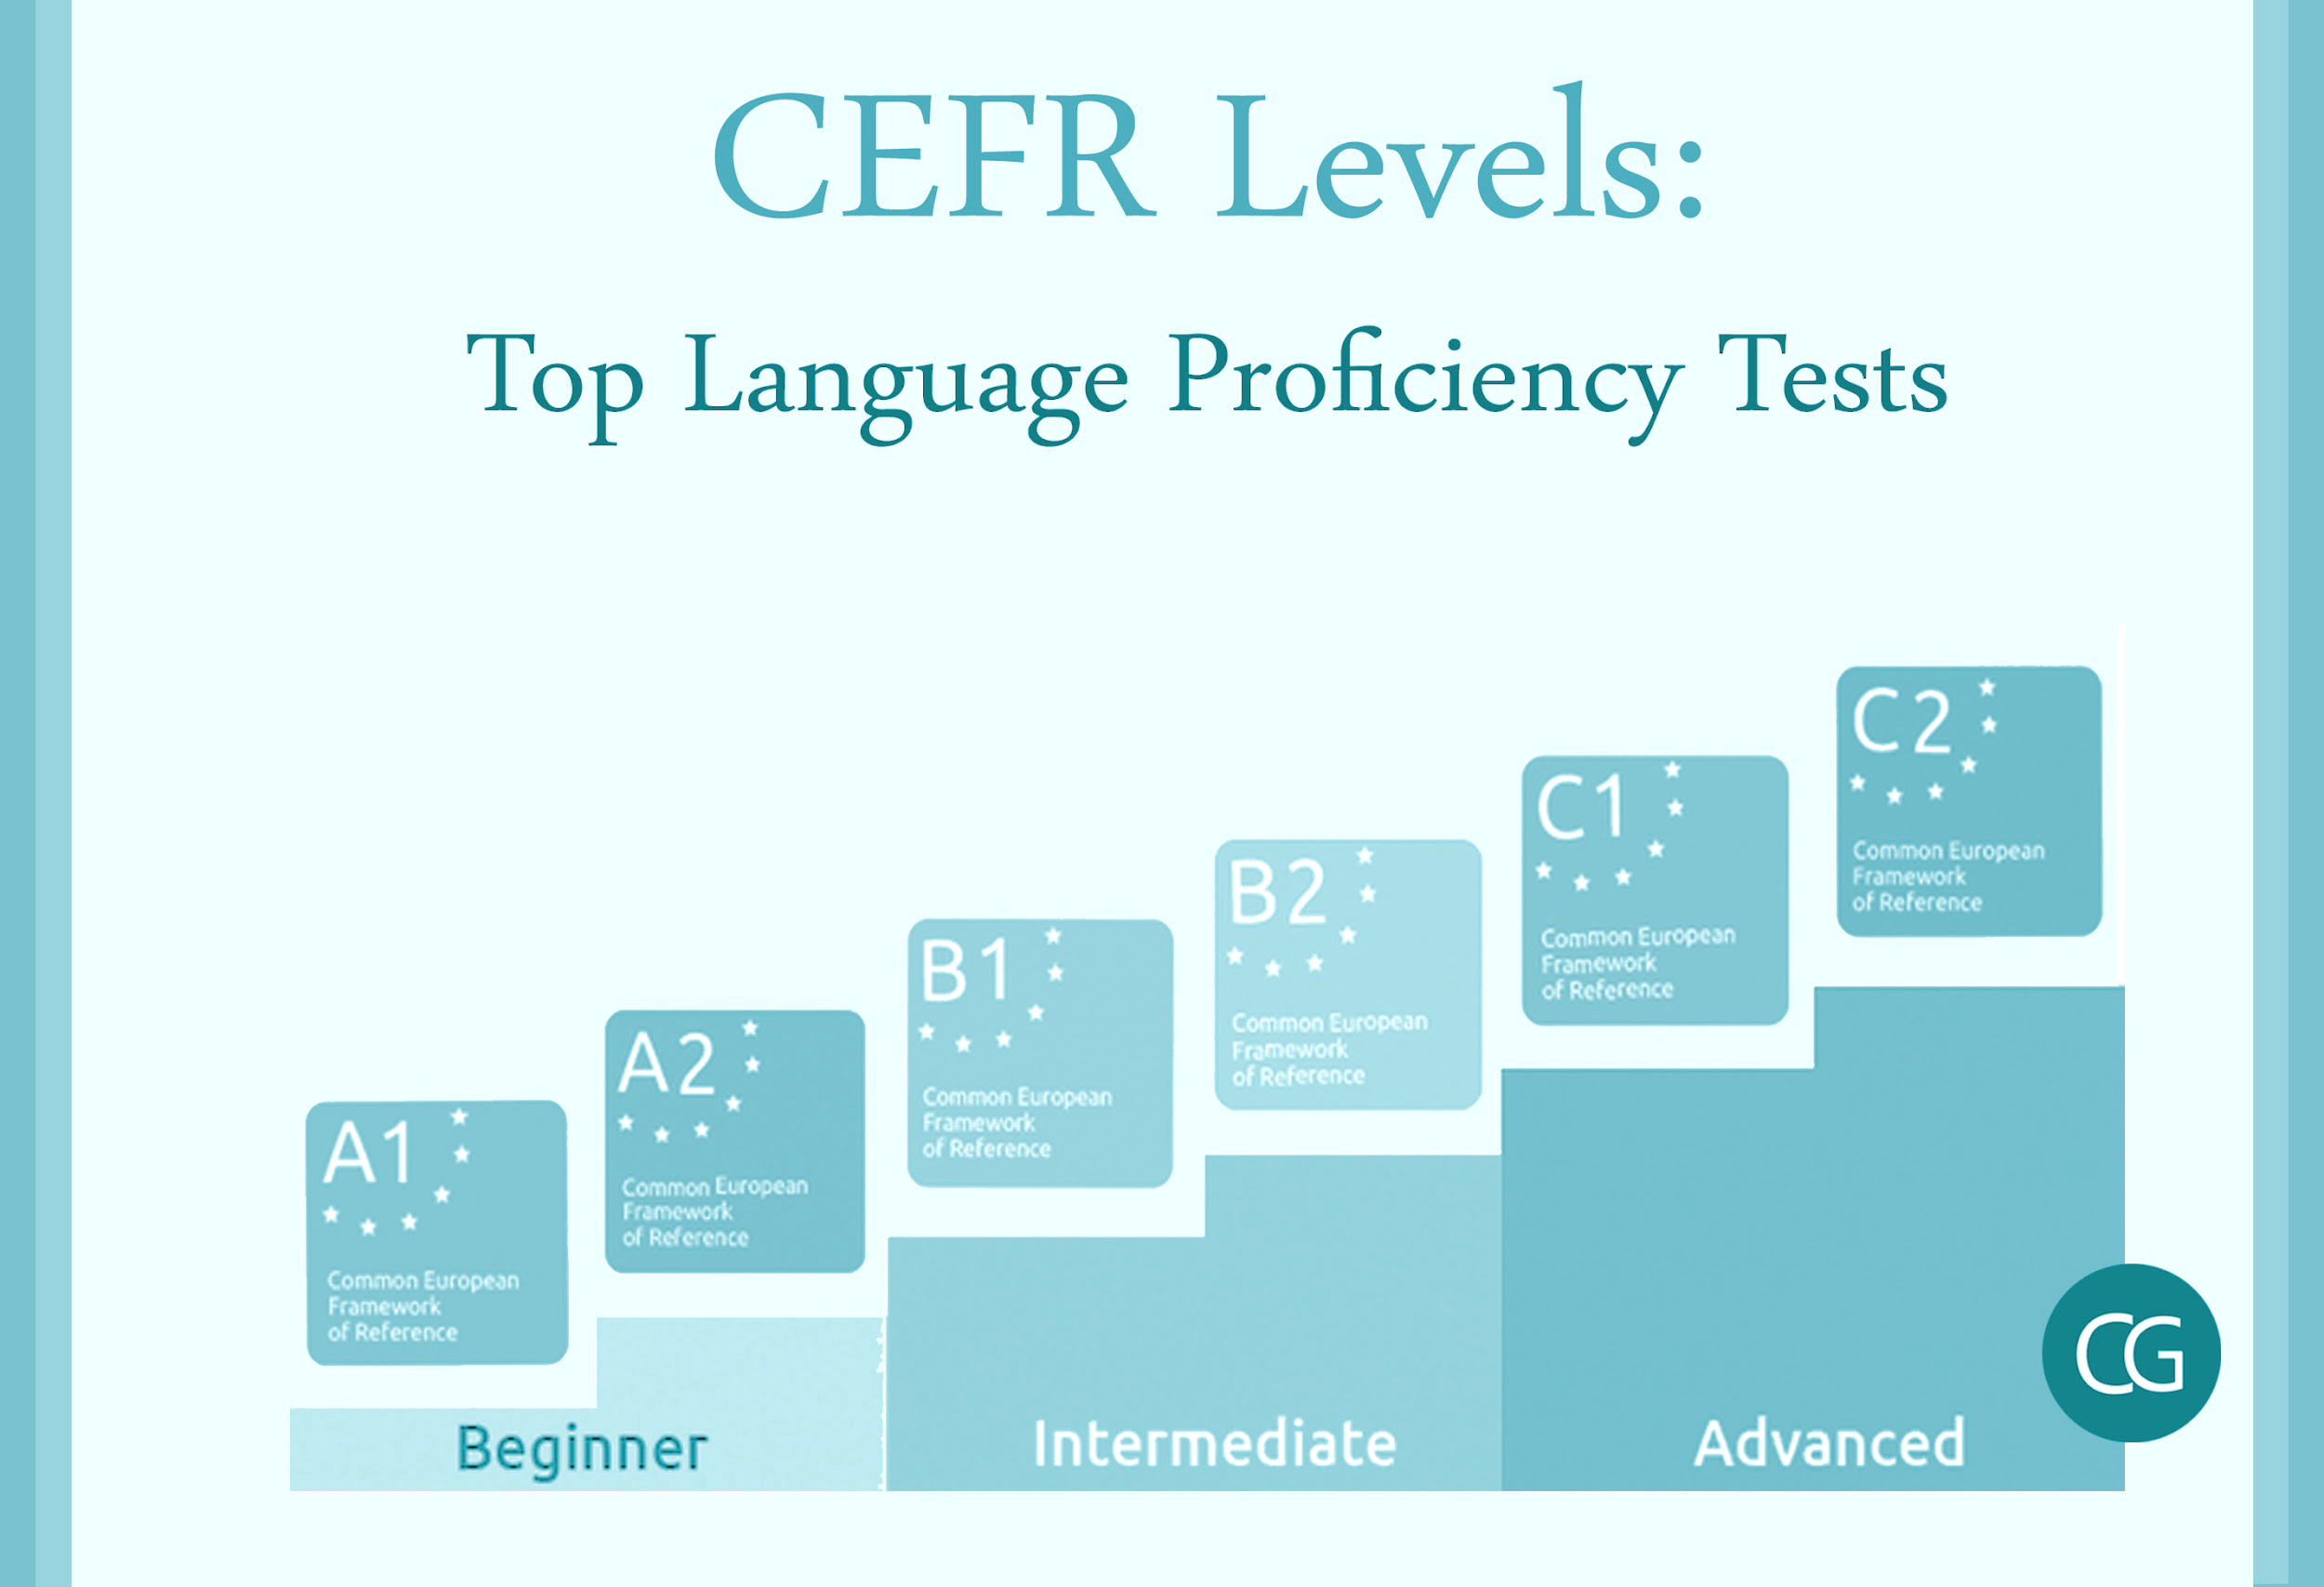 CEFR Levels:
Top Language Proficiency Tests
A1
Common European
Framework
of Reference
A2
Common European
Framework
of Reference
B1
Common European
Framework
of Reference
B2
Common European
Framework
of Reference
C1
Common European
Framework
of Reference
C2
Common European
Framework
of Reference
Beginner
Intermediate
Advanced
CG